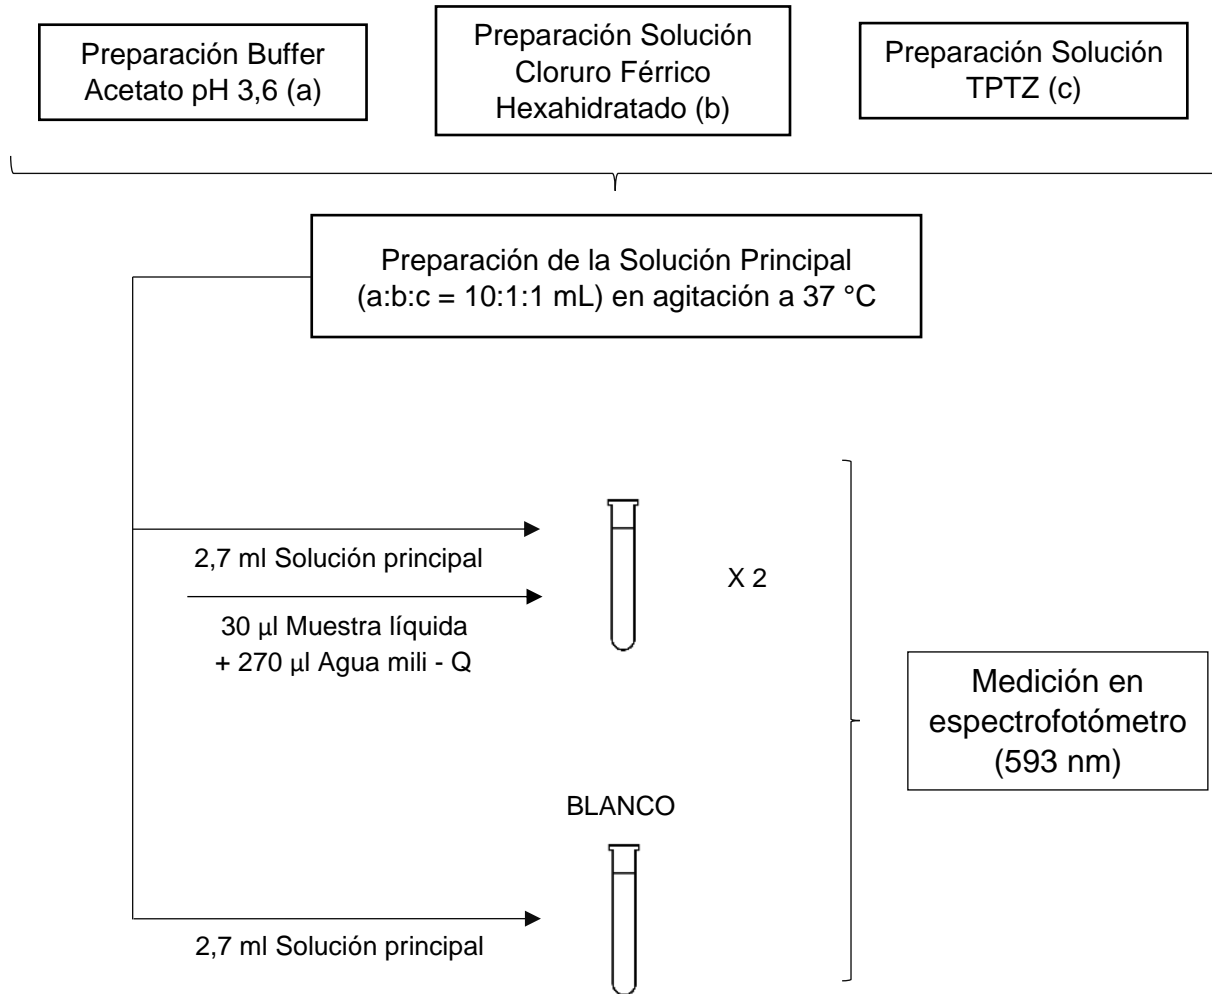 Preparación Buffer
Acetato pH 3,6 (a)
Preparación Solución
Cloruro Férrico
Hexahidratado (b)
Preparación Solución
TPTZ (c)
Preparación de la Solución Principal
(a:b:c = 10:1:1 mL) en agitación a 37 °C
2,7 ml Solución principal
X 2
30 µl Muestra líquida
+ 270 µl Agua mili - Q
Medición en
espectrofotómetro
(593 nm)
BLANCO
2,7 ml Solución principal